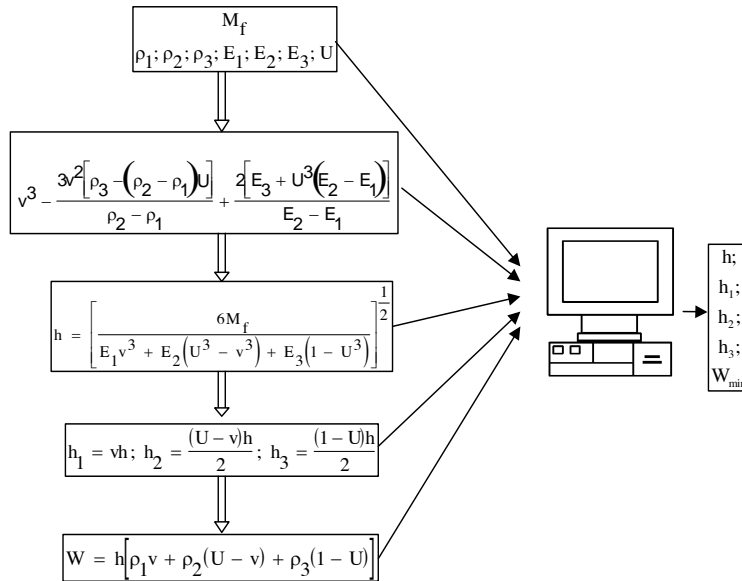 M_f
ρ_1; ρ_2; ρ_3; E_1; E_2; E_3; U
v^3 − 3v^2[ρ_3 −(ρ_2 − ρ_1)U] / (ρ_2 − ρ_1) + 2[E_3 + U^3(E_2 − E_1)] / (E_2 − E_1)
h = [6M_f / (E_1 v^3 + E_2(U^3 − v^3) + E_3(1 − U^3))]^(1/2)
h_1 = vh; h_2 = (U − v)h / 2; h_3 = (1 − U)h / 2
W = h[ρ_1 v + ρ_2(U − v) + ρ_3(1 − U)]
h;
h_1;
h_2;
h_3;
W_min